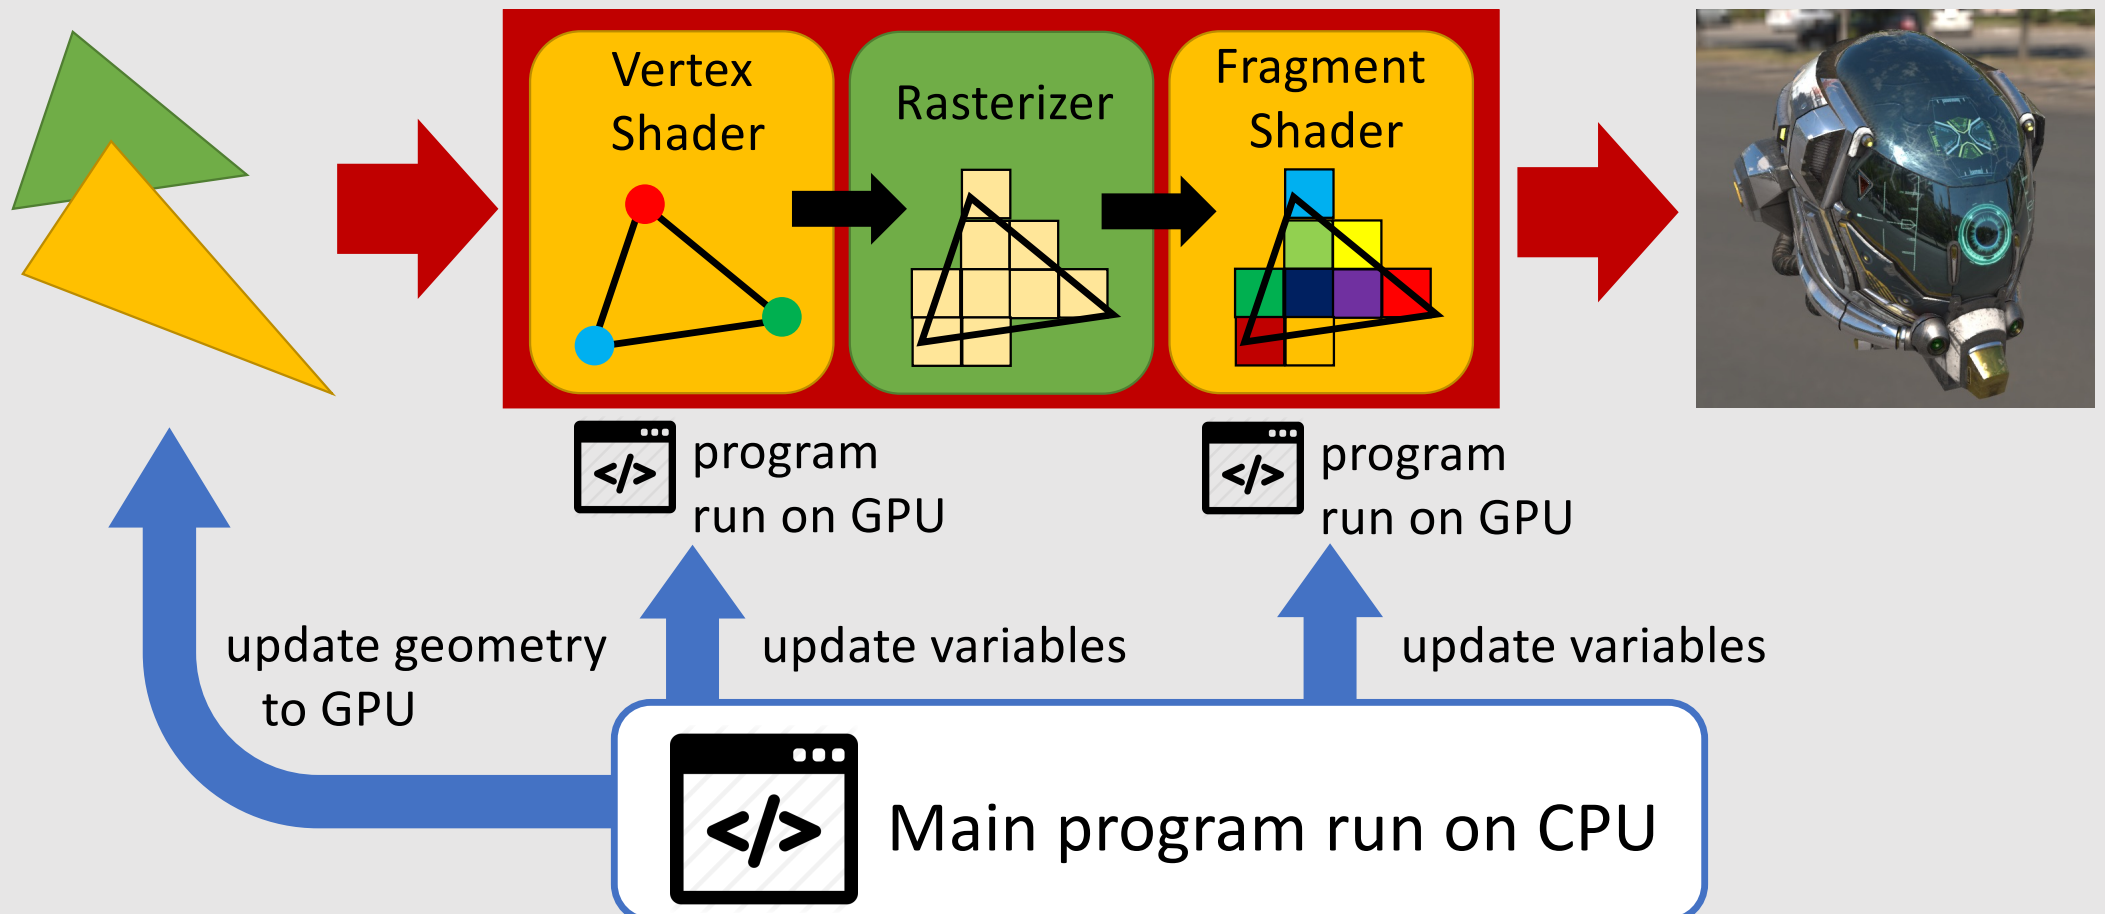 Vertex
Shader
Rasterizer
Fragment
Shader
</>
program
run on GPU
</>
program
run on GPU
update geometry
to GPU
update variables
update variables
</>
Main program run on CPU